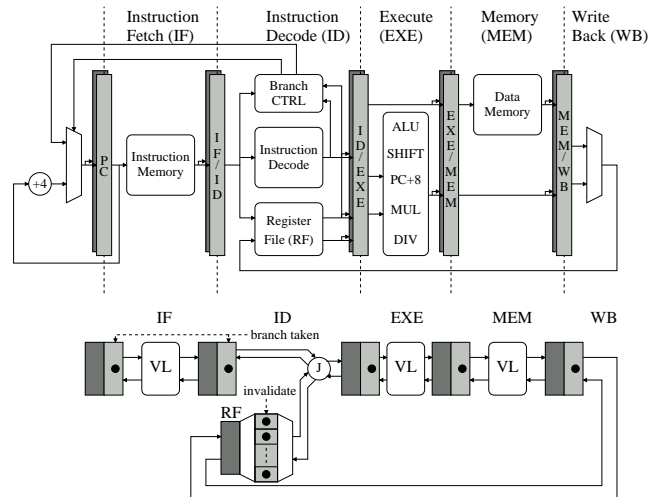 Instruction
Fetch (IF)
Instruction
Decode (ID)
Execute
(EXE)
Memory
(MEM)
Write
Back (WB)
PC
+4
Instruction
Memory
IF/ID
Branch
CTRL
Instruction
Decode
Register
File (RF)
ID/EXE
ALU
SHIFT
PC+8
MUL
DIV
EXE/MEM
Data
Memory
MEM/WB
IF
ID
EXE
MEM
WB
branch taken
VL
J
VL
VL
invalidate
RF